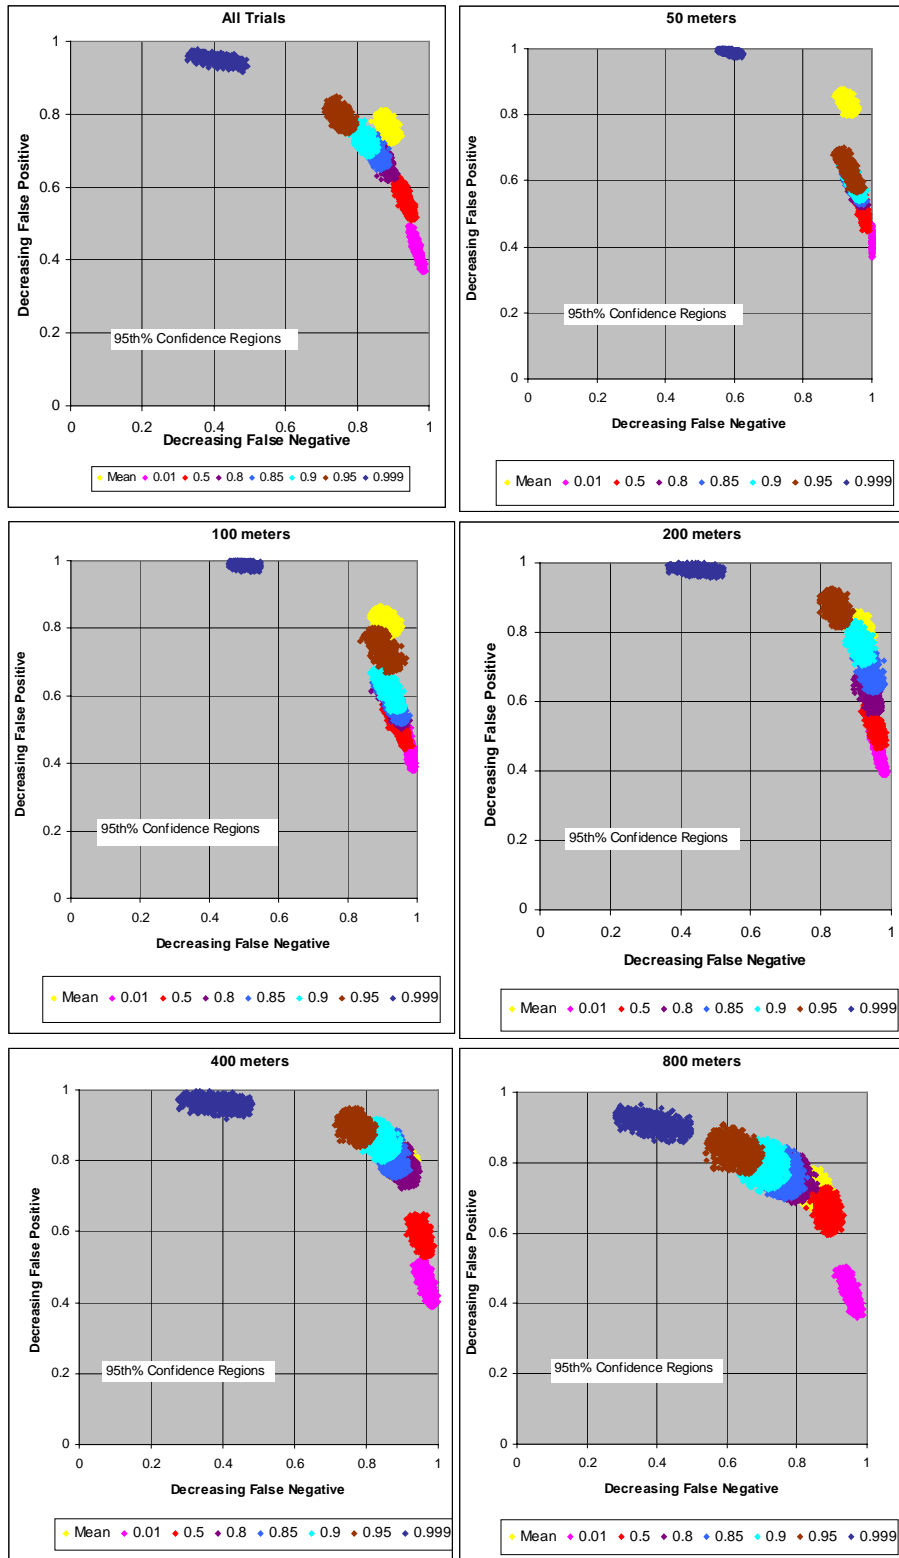 All Trials
1
0.8
0.6
0.4
0.2
0
Decreasing False Positive
95th% Confidence Regions
0 0.2 0.4 0.6 0.8 1
Decreasing False Negative
Mean 0.01 0.5 0.8 0.85 0.9 0.95 0.999
50 meters
1
0.8
0.6
0.4
0.2
0
Decreasing False Positive
95th% Confidence Regions
0 0.2 0.4 0.6 0.8 1
Decreasing False Negative
Mean 0.01 0.5 0.8 0.85 0.9 0.95 0.999
100 meters
1
0.8
0.6
0.4
0.2
0
Decreasing False Positive
95th% Confidence Regions
0 0.2 0.4 0.6 0.8 1
Decreasing False Negative
Mean 0.01 0.5 0.8 0.85 0.9 0.95 0.999
200 meters
1
0.8
0.6
0.4
0.2
0
Decreasing False Positive
95th% Confidence Regions
0 0.2 0.4 0.6 0.8 1
Decreasing False Negative
Mean 0.01 0.5 0.8 0.85 0.9 0.95 0.999
400 meters
1
0.8
0.6
0.4
0.2
0
Decreasing False Positive
95th% Confidence Regions
0 0.2 0.4 0.6 0.8 1
Decreasing False Negative
Mean 0.01 0.5 0.8 0.85 0.9 0.95 0.999
800 meters
1
0.8
0.6
0.4
0.2
0
Decreasing False Positive
95th% Confidence Regions
0 0.2 0.4 0.6 0.8 1
Decreasing False Negative
Mean 0.01 0.5 0.8 0.85 0.9 0.95 0.999